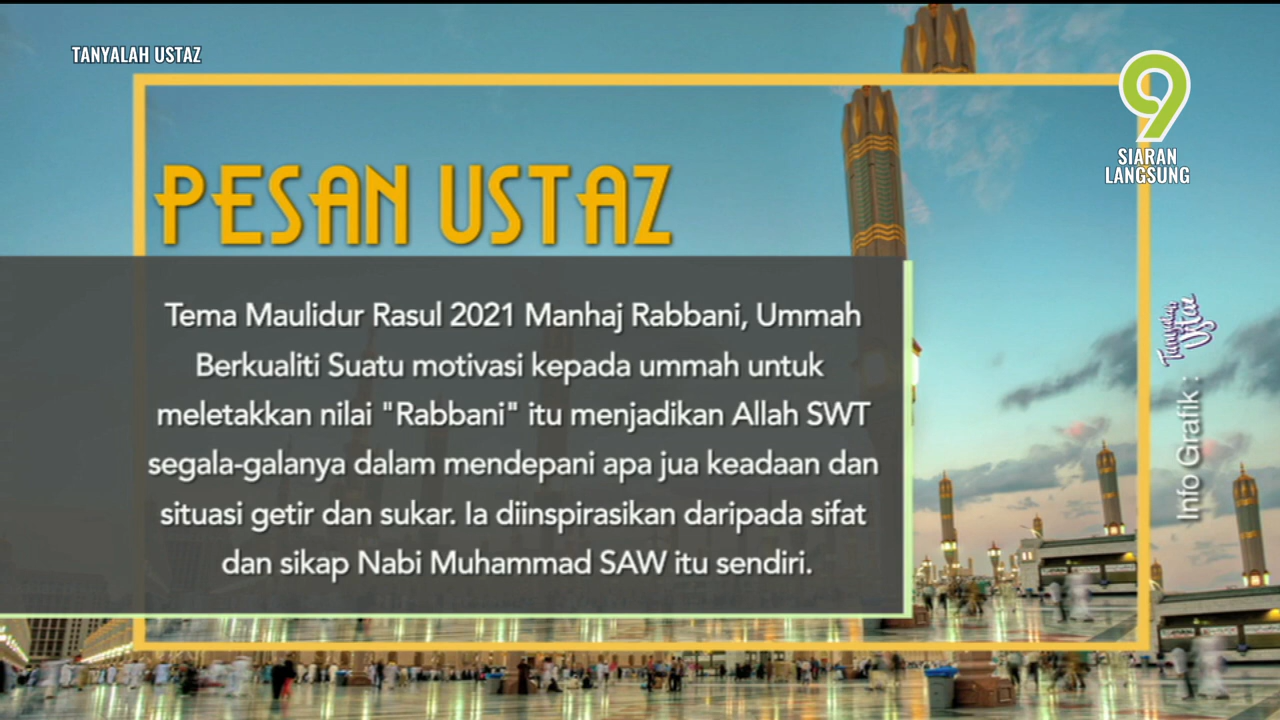 TANYALAH USTAZ
9
SIARAN
LANGSUNG
PESAN USTAZ
Tema Maulidur Rasul 2021 Manhaj Rabbani, Ummah
Berkualiti Suatu motivasi kepada ummah untuk
meletakkan nilai "Rabbani" itu menjadikan Allah SWT
segala-galanya dalam mendepani apa jua keadaan dan
situasi getir dan sukar. Ia diinspirasikan daripada sifat
dan sikap Nabi Muhammad SAW itu sendiri.
Info Grafik : Tanyalah Ustaz